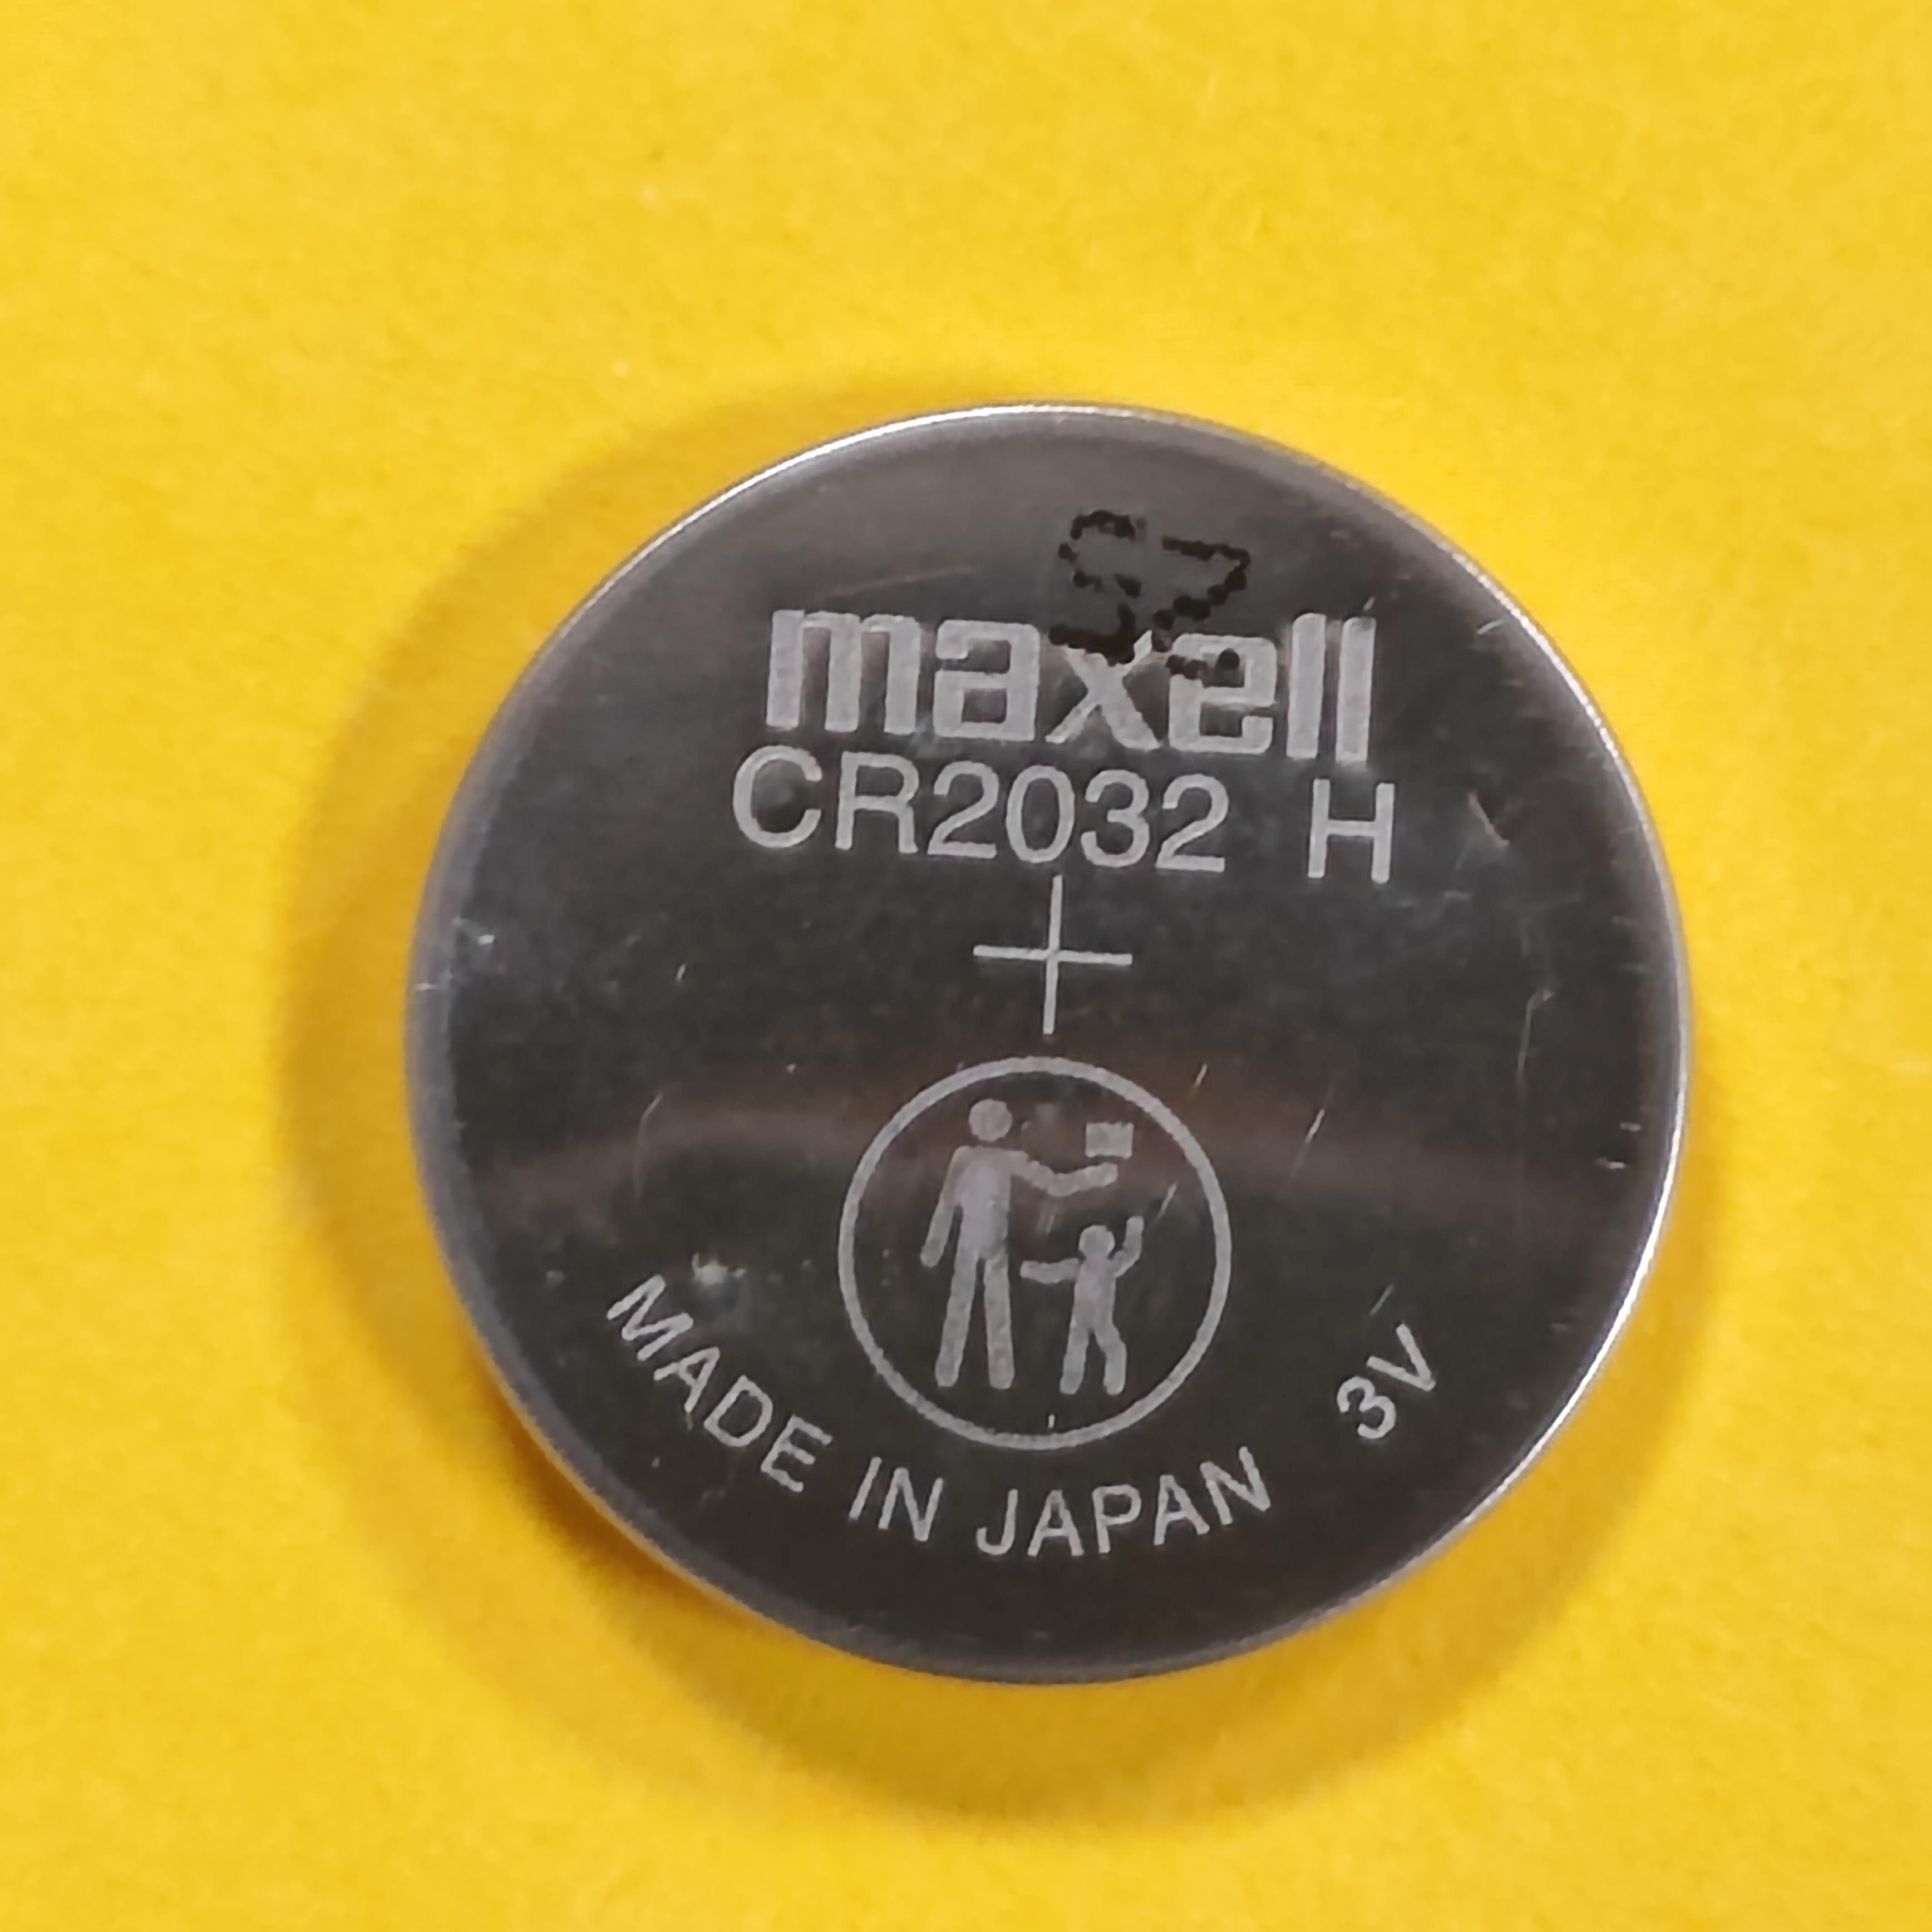 maxell
CR2032 H
+
MADE IN JAPAN 3V